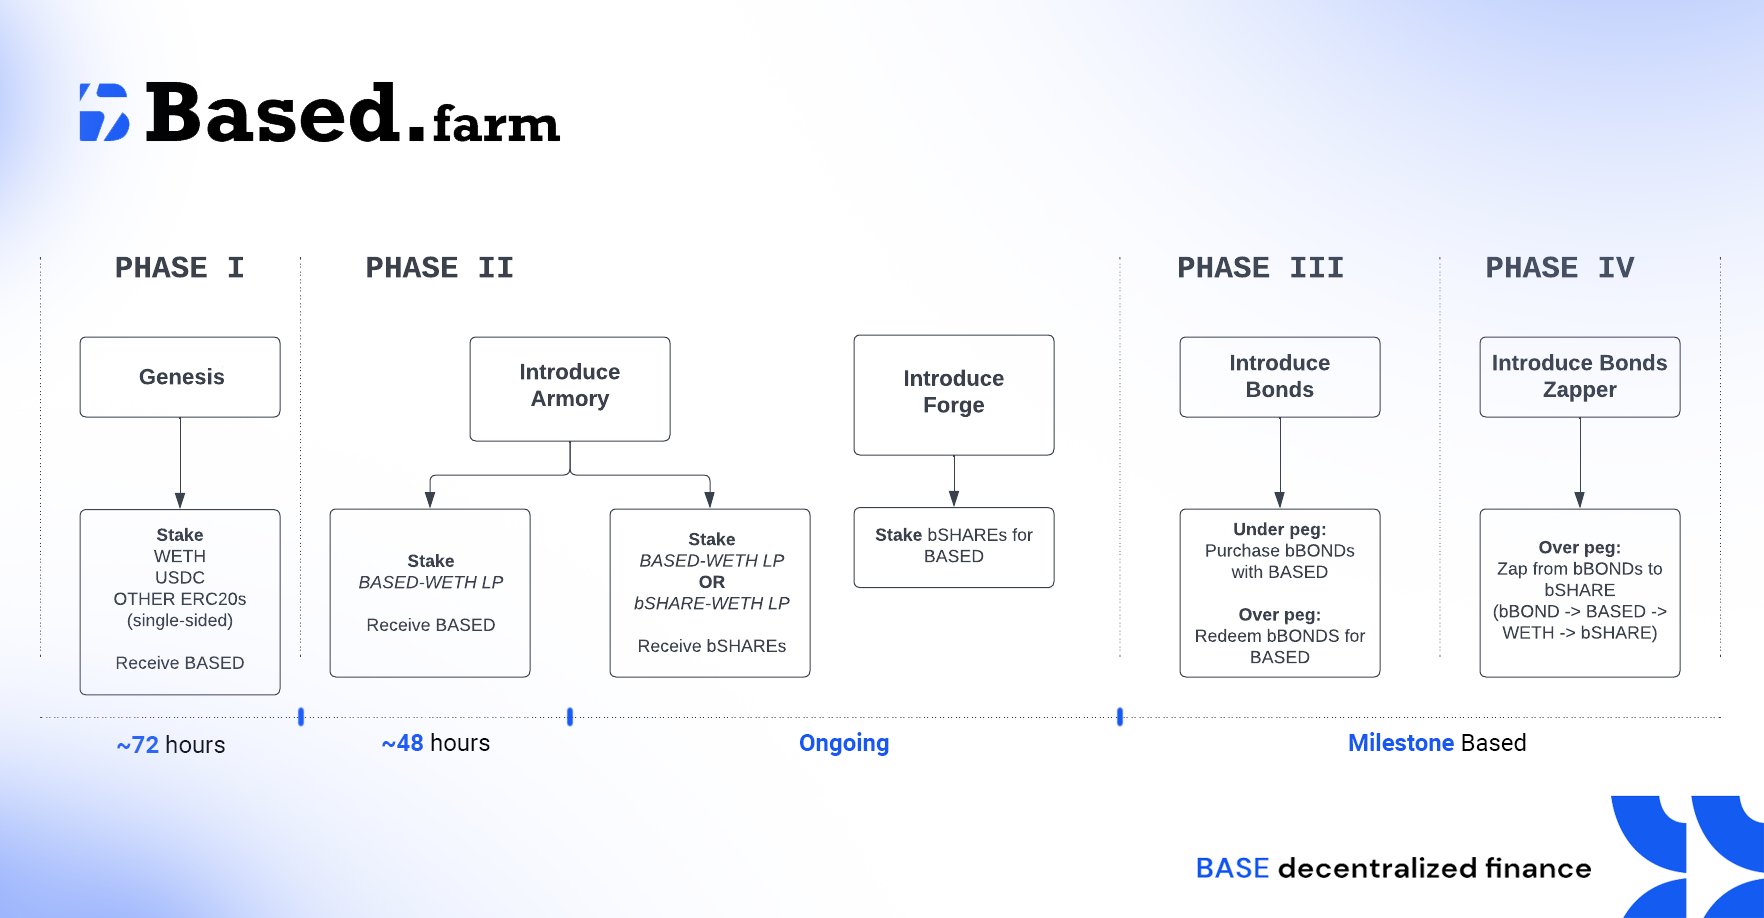 Based.farm
PHASE I
PHASE II
PHASE III
PHASE IV
Genesis
Introduce
Armory
Introduce
Forge
Introduce
Bonds
Introduce Bonds
Zapper
Stake
WETH
USDC
OTHER ERC20s
(single-sided)
Receive BASED
Stake
BASED-WETH LP
Receive BASED
Stake
BASED-WETH LP
OR
bSHARE-WETH LP
Receive bSHAREs
Stake bSHAREs for
BASED
Under peg:
Purchase bBONDs
with BASED
Over peg:
Redeem bBONDS for
BASED
Over peg:
Zap from bBONDs to
bSHARE
(bBOND -> BASED ->
WETH -> bSHARE)
~72 hours
~48 hours
Ongoing
Milestone Based
BASE decentralized finance